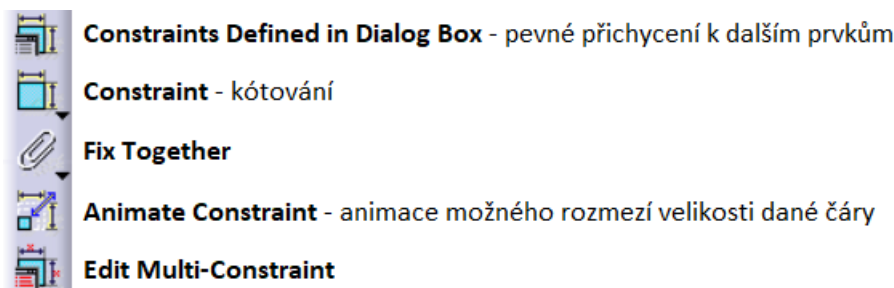 Constraints Defined in Dialog Box - pevné přichycení k dalším prvkům
Constraint - kótování
Fix Together
Animate Constraint - animace možného rozmezí velikosti dané čáry
Edit Multi-Constraint